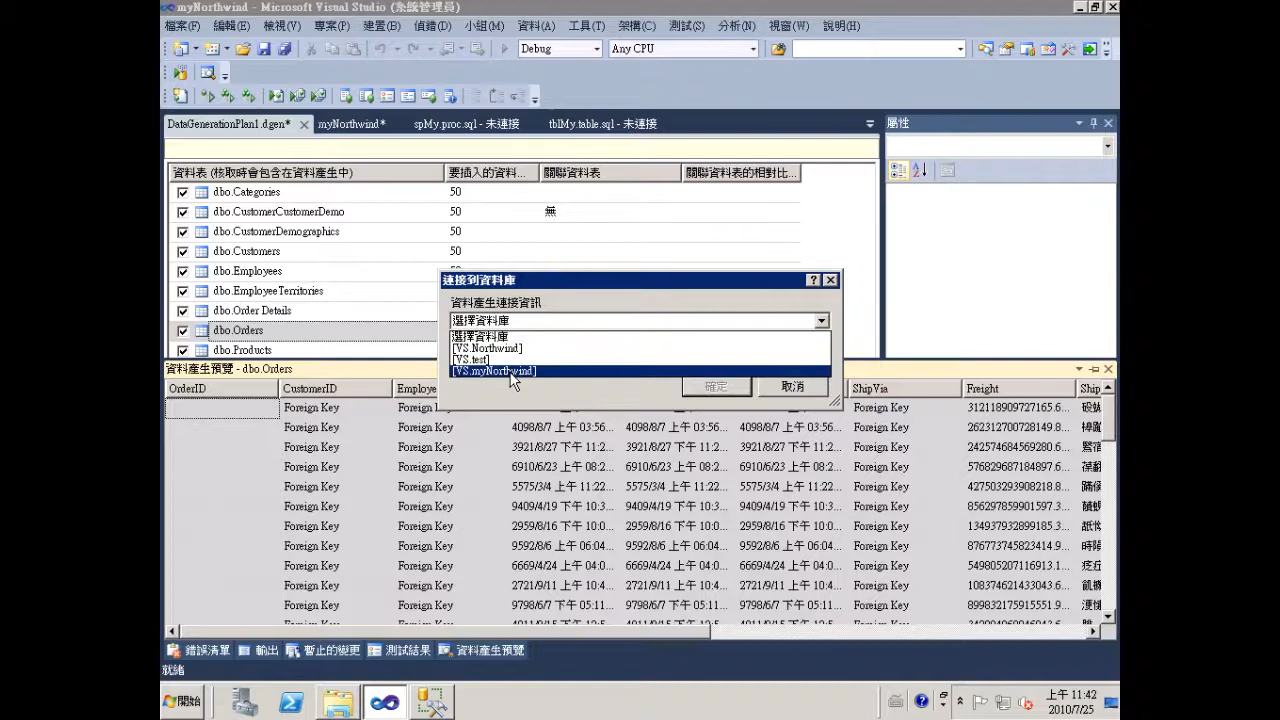 myNorthwind - Microsoft Visual Studio (系統管理員)
檔案(F) 編輯(E) 檢視(V) 專案(P) 建置(B) 偵錯(D) 小組(M) 資料(A) 工具(T) 架構(C) 測試(S) 分析(N) 視窗(W) 說明(H)
Debug Any CPU
DataGenerationPlan1.dgen* myNorthwind* spMy.proc.sql - 未連接 tblMy.table.sql - 未連接
屬性
資料表 (核取時會包含在資料產生中) 要插入的資料... 關聯資料表 關聯資料表的相對比...
dbo.Categories 50
dbo.CustomerCustomerDemo 50 無
dbo.CustomerDemographics 50
dbo.Customers 50
dbo.Employees
dbo.EmployeeTerritories
dbo.Order Details
dbo.Orders
dbo.Products
連接到資料庫
資料產生連接資訊
選擇資料庫
選擇資料庫
[VS.Northwind]
[VS.test]
[VS.myNorthwind]
確定 取消
資料產生預覽 - dbo.Orders
OrderID CustomerID Employe ShipVia Freight Ship
Foreign Key Foreign Key Foreign Key 312118909727165.6...
Foreign Key Foreign Key 4098/8/7 上午 03:56... 4098/8/7 上午 03:56... 4098/8/7 上午 03:56... Foreign Key 262312700728149.8...
Foreign Key Foreign Key 3921/8/27 下午 11:2... 3921/8/27 下午 11:2... 3921/8/27 下午 11:2... Foreign Key 242574684569280.6...
Foreign Key Foreign Key 6910/6/23 上午 08:2... 6910/6/23 上午 08:2... 6910/6/23 上午 08:2... Foreign Key 576829687184897.6...
Foreign Key Foreign Key 5575/3/4 上午 11:22... 5575/3/4 上午 11:22... 5575/3/4 上午 11:22... Foreign Key 427503293908218.8...
Foreign Key Foreign Key 9409/4/19 上午 10:3... 9409/4/19 上午 10:3... 9409/4/19 上午 10:3... Foreign Key 856297859901597.3...
Foreign Key Foreign Key 2959/8/16 下午 10:0... 2959/8/16 下午 10:0... 2959/8/16 下午 10:0... Foreign Key 134937932899185.3...
Foreign Key Foreign Key 9592/8/6 上午 06:04... 9592/8/6 上午 06:04... 9592/8/6 上午 06:04... Foreign Key 876773745823414.9...
Foreign Key Foreign Key 6669/4/24 上午 04:0... 6669/4/24 上午 04:0... 6669/4/24 上午 04:0... Foreign Key 549805207116913.1...
Foreign Key Foreign Key 2721/9/11 上午 10:4... 2721/9/11 上午 10:4... 2721/9/11 上午 10:4... Foreign Key 108374621433043.6...
Foreign Key Foreign Key 9798/6/7 下午 05:11... 9798/6/7 下午 05:11... 9798/6/7 下午 05:11... Foreign Key 899832175915551.9...
錯誤清單 輸出 暫止的變更 測試結果 資料產生預覽
就緒
開始 上午 11:42
2010/7/25